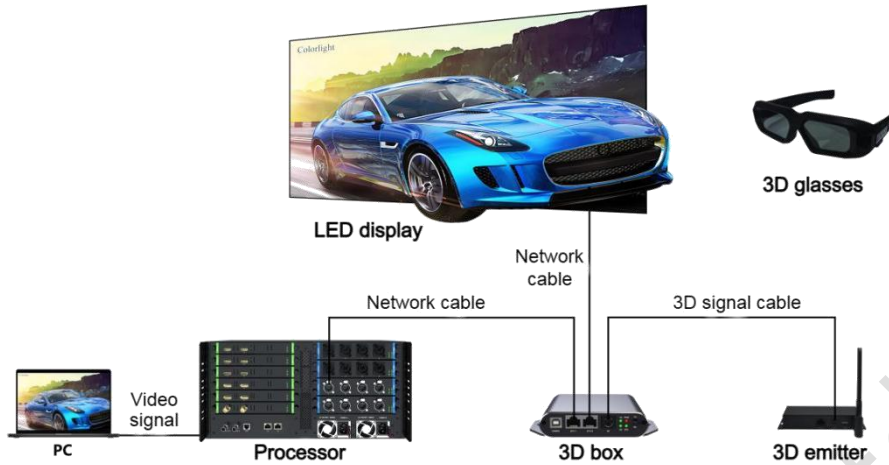 Colorlight
3D glasses
LED display
Network
cable
Network cable
3D signal cable
Video
signal
PC
Processor
3D box
3D emitter